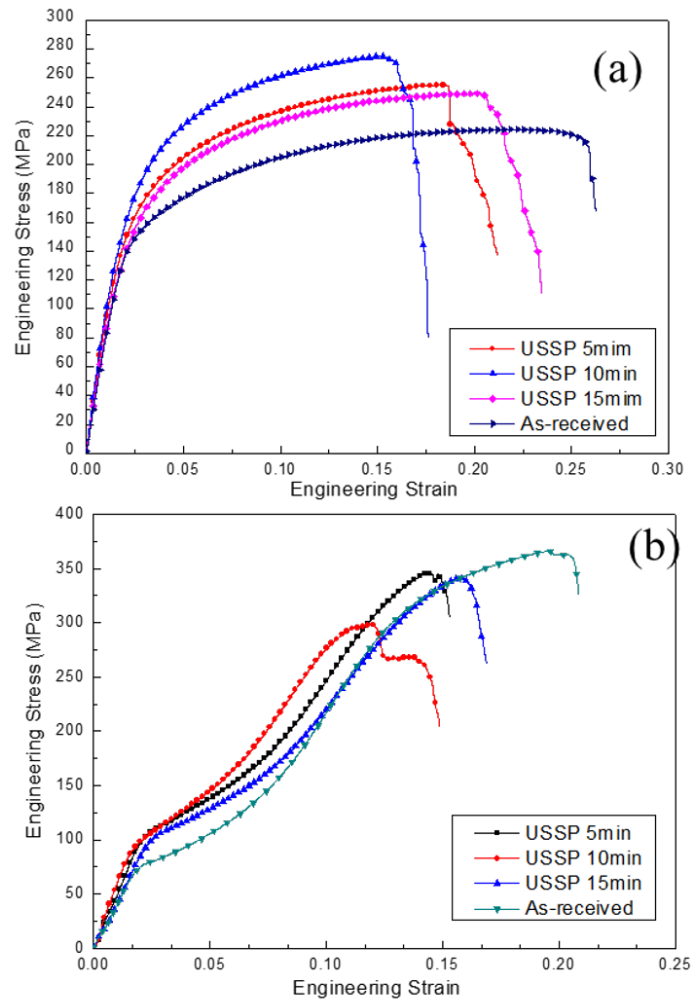 300
280
260
240
220
200
180
160
140
120
100
80
60
40
20
0
Engineering Stress (MPa)
(a)
USSP 5mim
USSP 10min
USSP 15mim
As-received
0.00 0.05 0.10 0.15 0.20 0.25 0.30
Engineering Strain
400
350
300
250
200
150
100
50
0
Engineering Stress (MPa)
(b)
USSP 5min
USSP 10min
USSP 15min
As-received
0.00 0.05 0.10 0.15 0.20 0.25
Engineering Strain